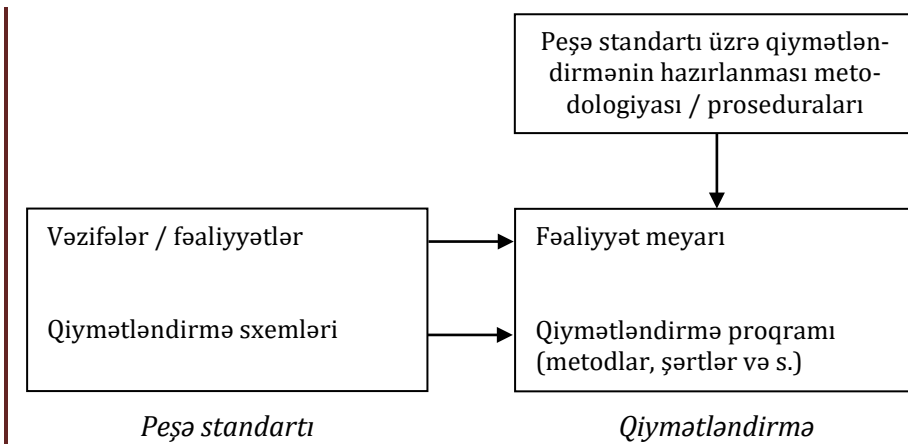 Peşə standartı üzrə qiymətlən-
dirmənin hazırlanması meto-
dologiyası / proseduraları
Vəzifələr / fəaliyyətlər
Fəaliyyət meyarı
Qiymətləndirmə sxemləri
Qiymətləndirmə proqramı
(metodlar, şərtlər və s.)
Peşə standartı
Qiymətləndirmə